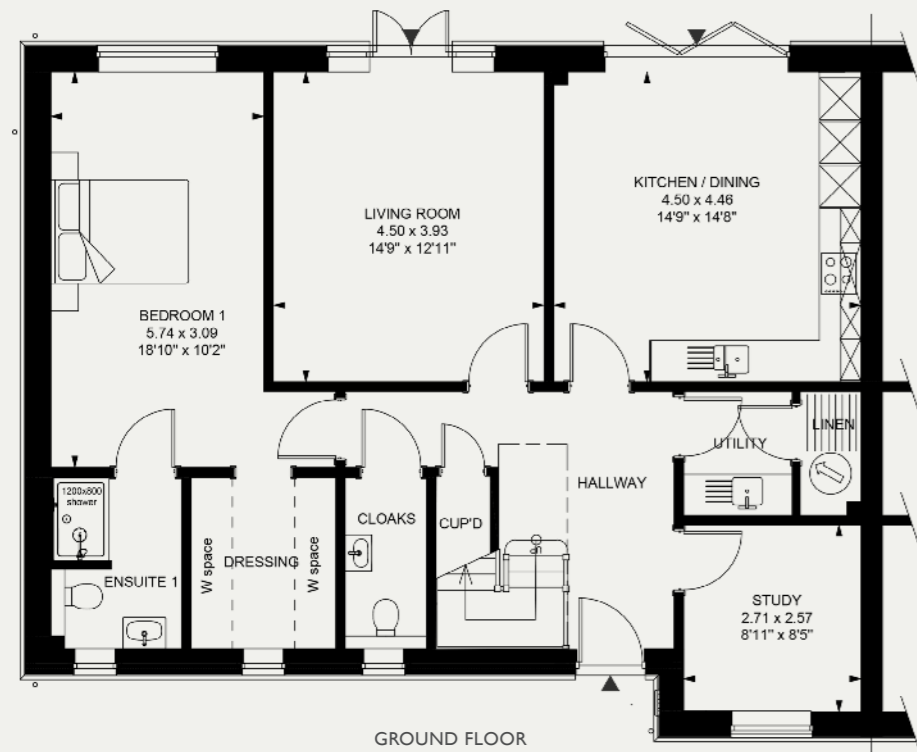 LIVING ROOM
4.50 x 3.93
14'9" x 12'11"
KITCHEN / DINING
4.50 x 4.46
14'9" x 14'8"
BEDROOM 1
5.74 x 3.09
18'10" x 10'2"
UTILITY
LINEN
HALLWAY
1200x800
shower
ENSUITE 1
W space
DRESSING
W space
CLOAKS
CUP'D
STUDY
2.71 x 2.57
8'11" x 8'5"
GROUND FLOOR